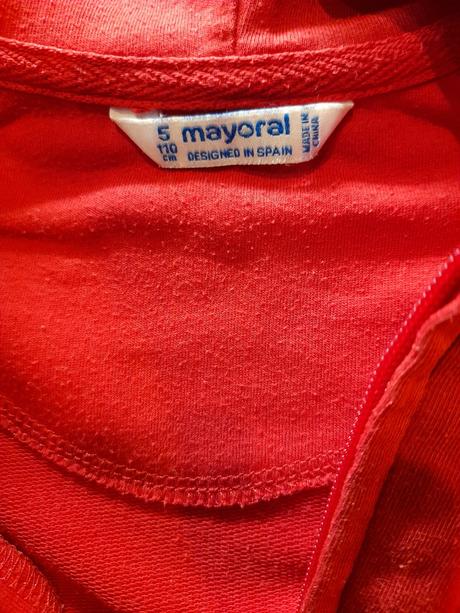 5
110
cm
mayoral
DESIGNED IN SPAIN
MADE IN
CHINA